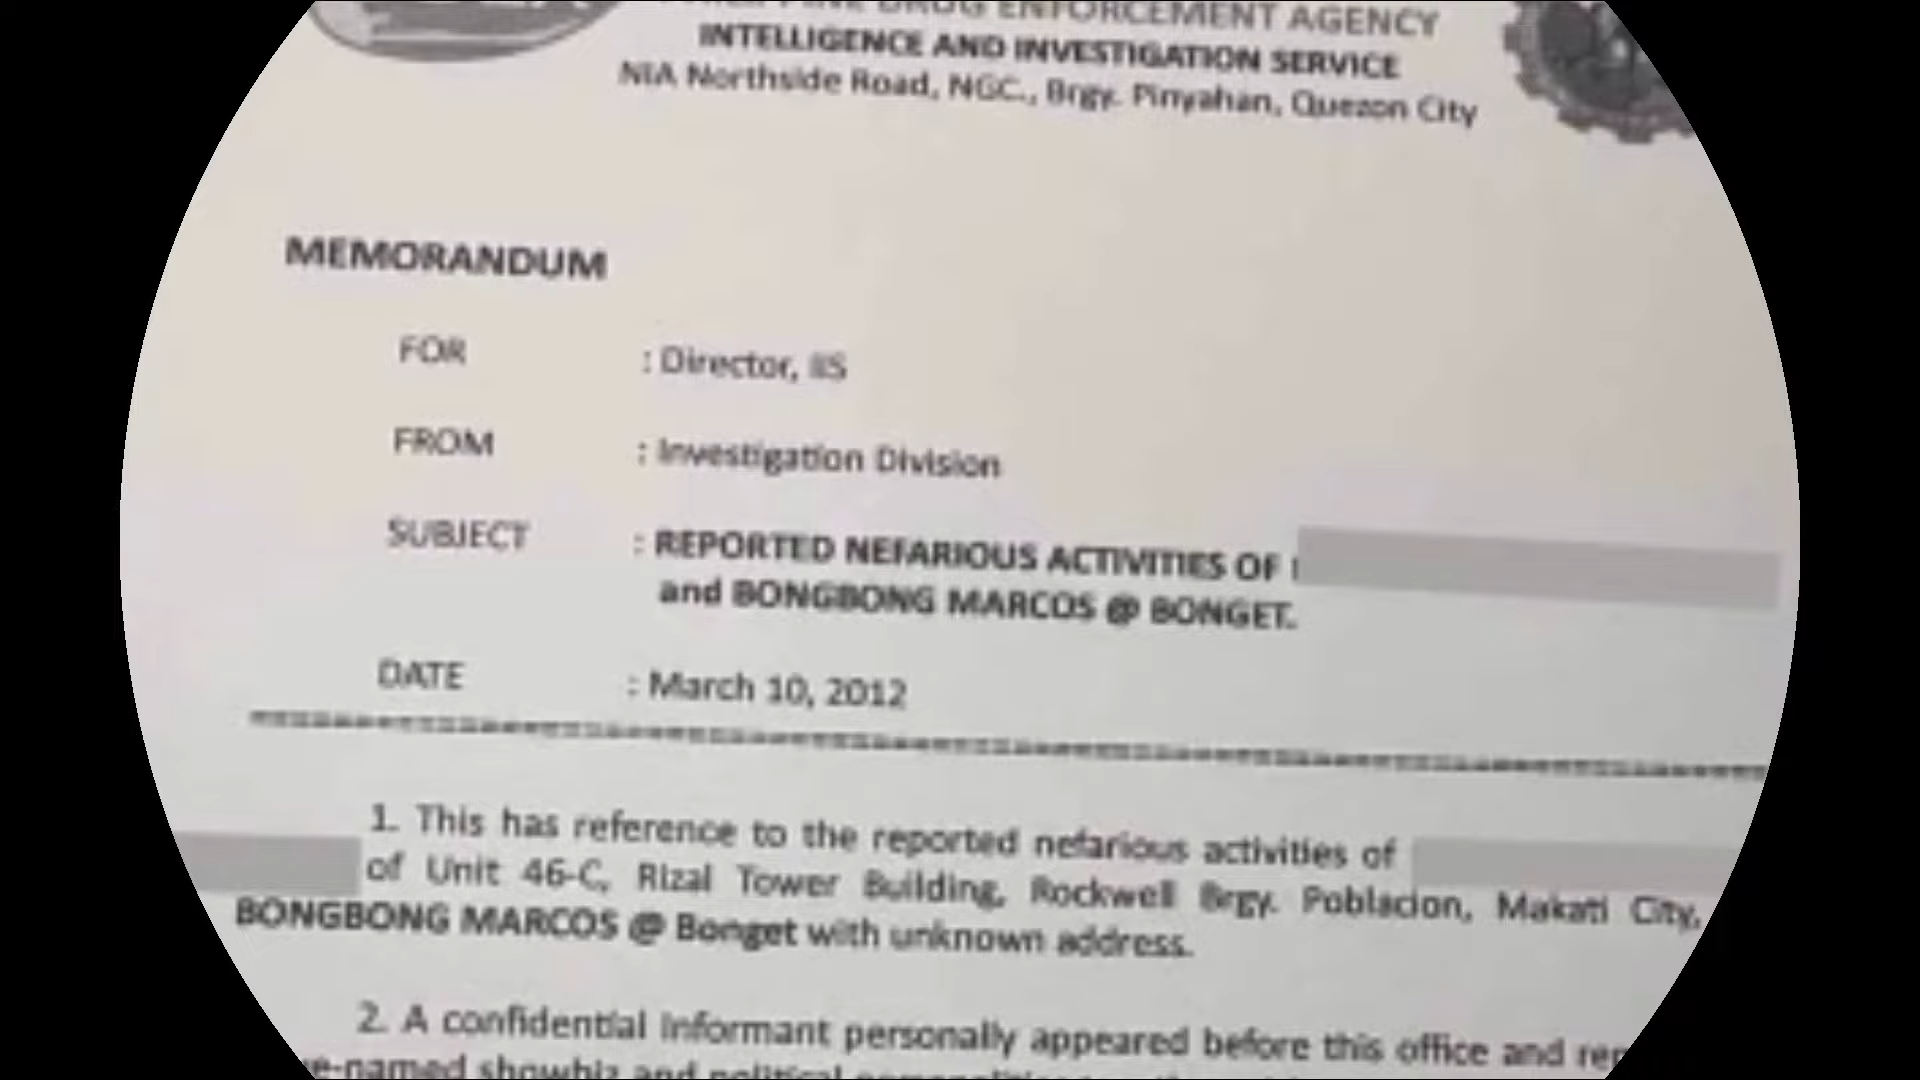 DRUG ENFORCEMENT AGENCY
INTELLIGENCE AND INVESTIGATION SERVICE
NIA Northside Road, NGC., Brgy. Pinyahan, Quezon City
MEMORANDUM
FOR : Director, IIS
FROM : Investigation Division
SUBJECT : REPORTED NEFARIOUS ACTIVITIES OF
and BONGBONG MARCOS @ BONGET.
DATE : March 10, 2012
1. This has reference to the reported nefarious activities of
of Unit 46-C, Rizal Tower Building, Rockwell Brgy. Poblacion, Makati City,
BONGBONG MARCOS @ Bonget with unknown address.
2. A confidential informant personally appeared before this office and
showbiz and political